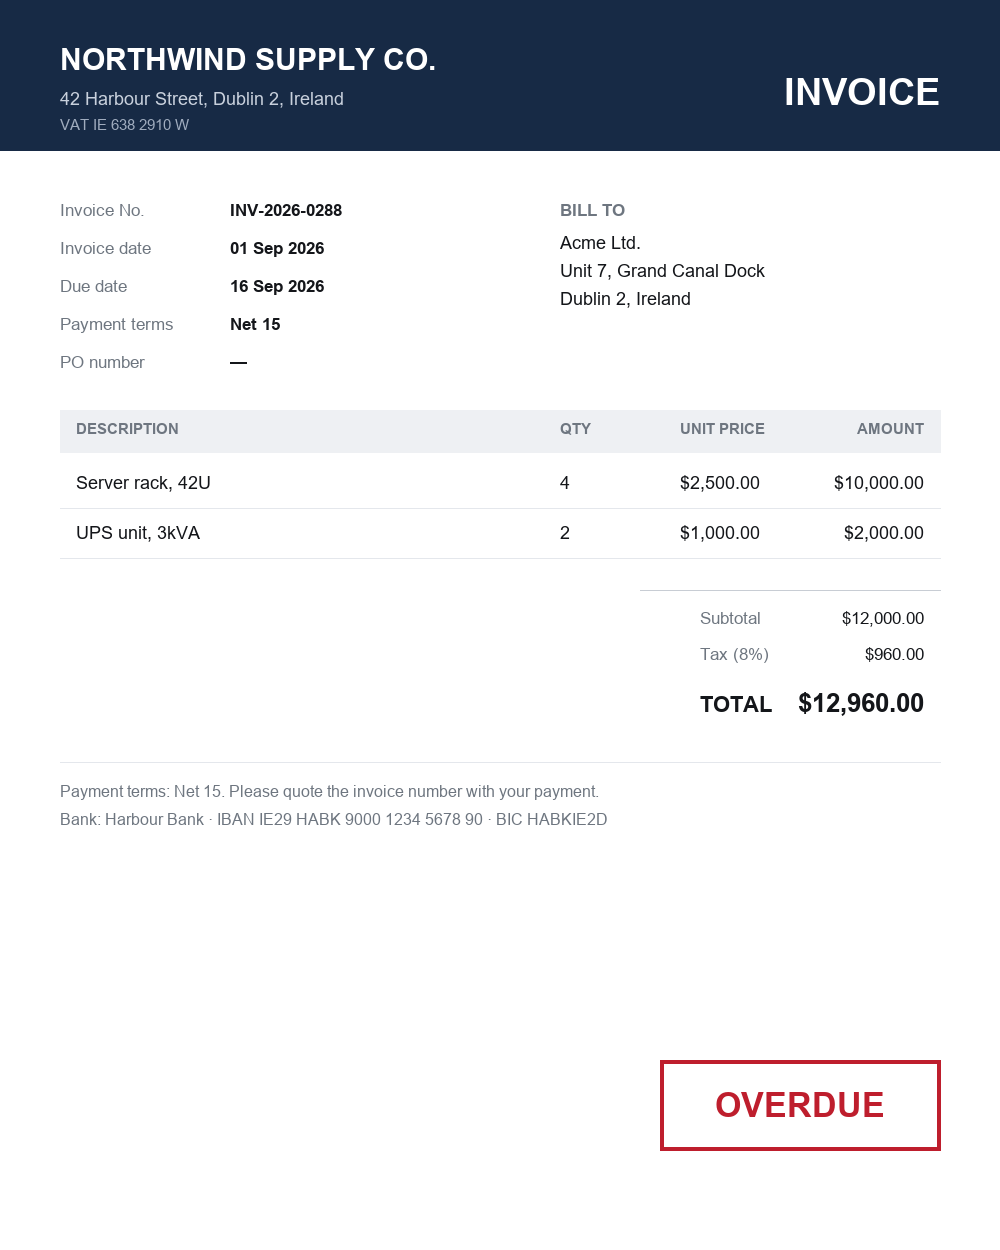 NORTHWIND SUPPLY CO.
42 Harbour Street, Dublin 2, Ireland
VAT IE 638 2910 W
INVOICE
Invoice No. INV-2026-0288
Invoice date 01 Sep 2026
Due date 16 Sep 2026
Payment terms Net 15
PO number —
BILL TO
Acme Ltd.
Unit 7, Grand Canal Dock
Dublin 2, Ireland
DESCRIPTION QTY UNIT PRICE AMOUNT
Server rack, 42U 4 $2,500.00 $10,000.00
UPS unit, 3kVA 2 $1,000.00 $2,000.00
Subtotal $12,000.00
Tax (8%) $960.00
TOTAL $12,960.00
Payment terms: Net 15. Please quote the invoice number with your payment.
Bank: Harbour Bank · IBAN IE29 HABK 9000 1234 5678 90 · BIC HABKIE2D
OVERDUE